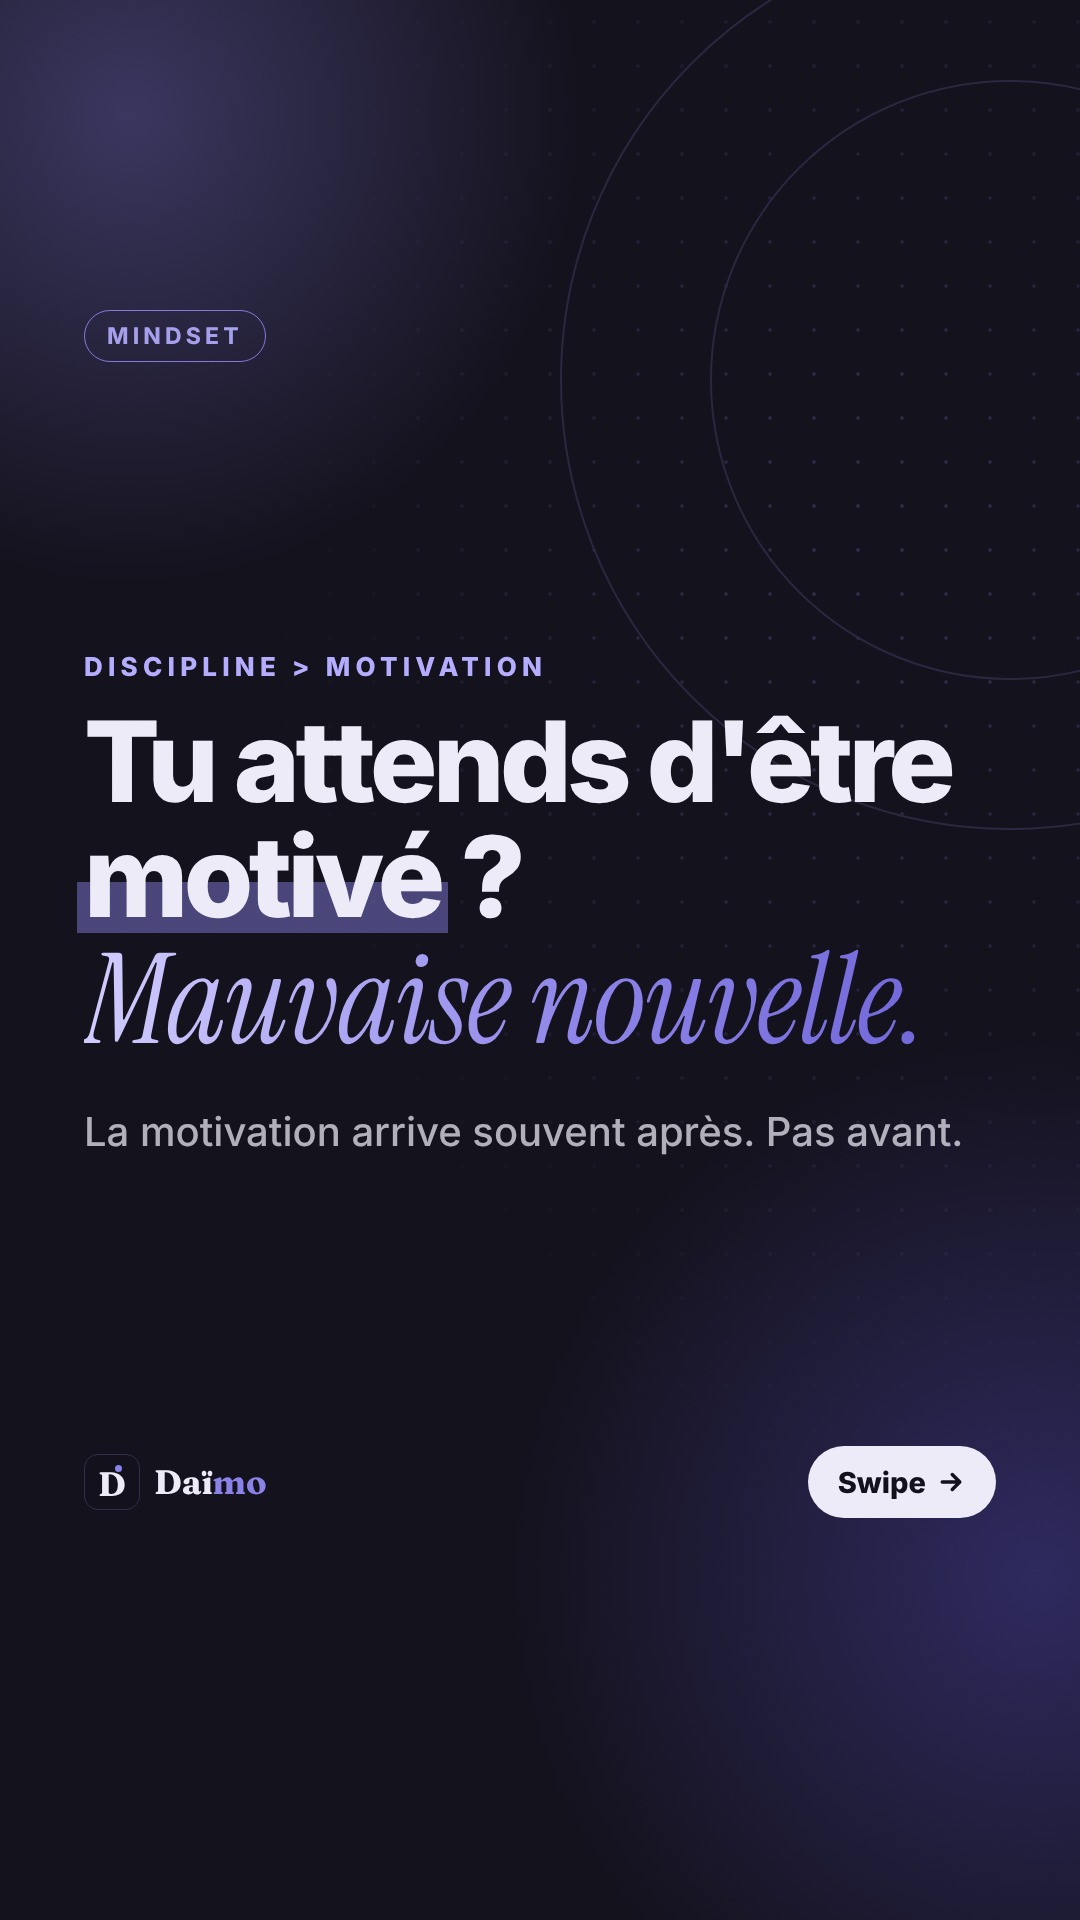 MINDSET
DISCIPLINE > MOTIVATION
Tu attends d'être
motivé ?
Mauvaise nouvelle.
La motivation arrive souvent après. Pas avant.
D Daïmo
Swipe →